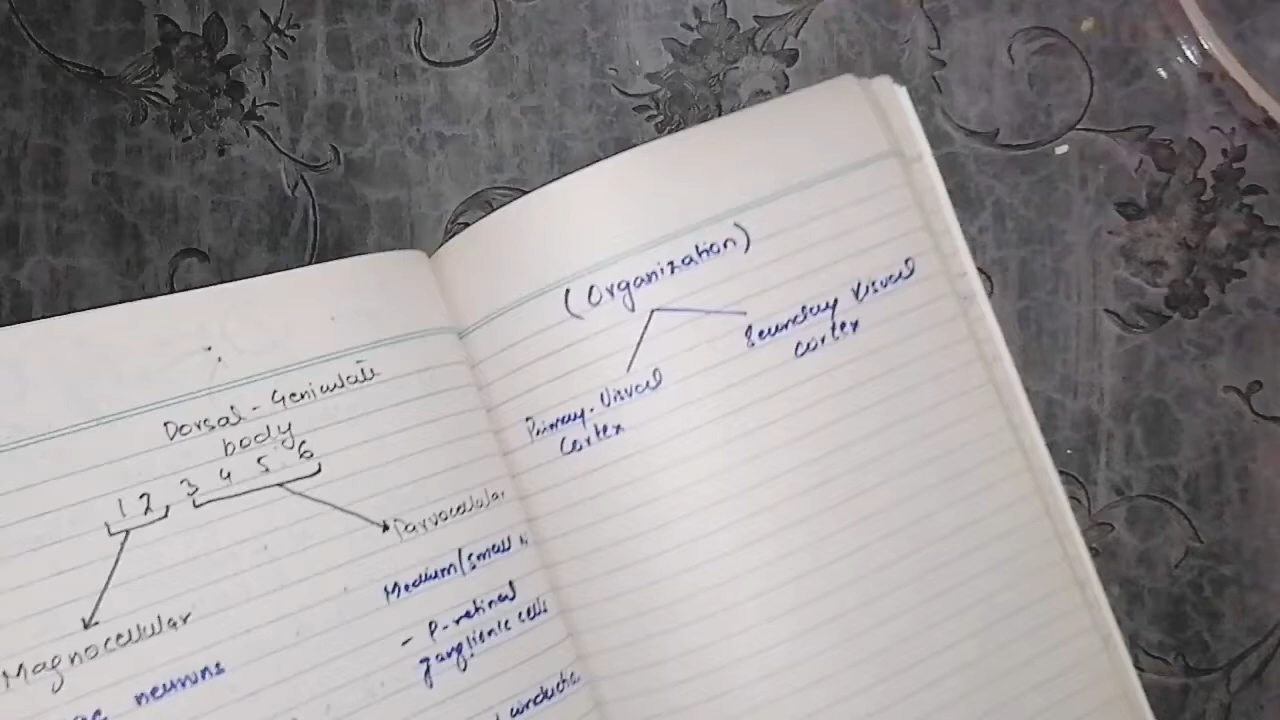 Dorsal-Geniculate
body
1 2 3 4 5 6
Parvocellular
Medium/small
- P-retinal
ganglionic cells
Magnocellular
neurons
(Organization)
Primary-Visual
Cortex
Secondary Visual
Cortex